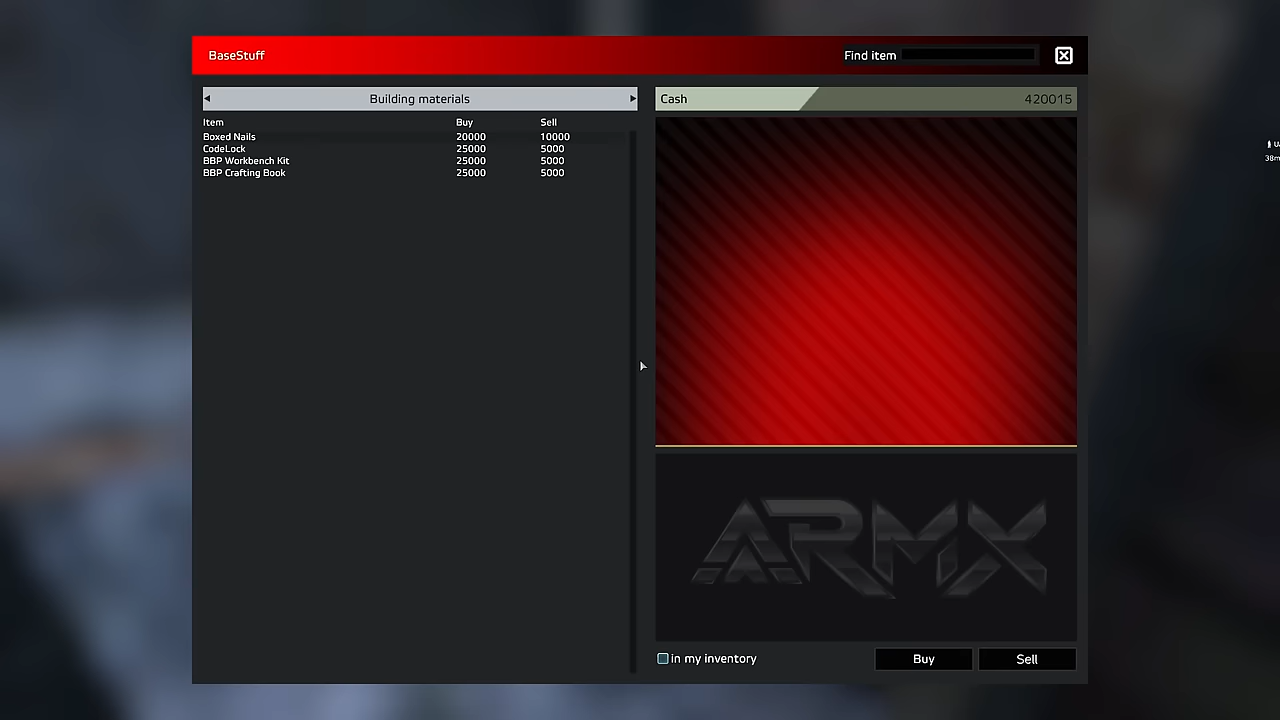 BaseStuff Find item
Building materials
Cash 420015
Item Buy Sell
Boxed Nails 20000 10000
CodeLock 25000 5000
BBP Workbench Kit 25000 5000
BBP Crafting Book 25000 5000
38m
ARMX
in my inventory Buy Sell